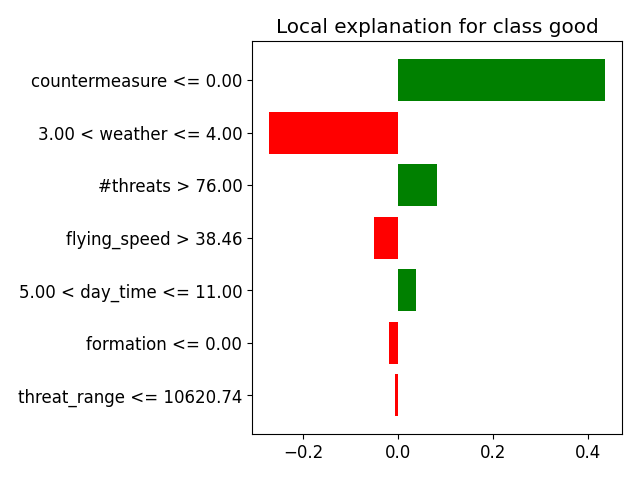 Local explanation for class good
countermeasure <= 0.00
3.00 < weather <= 4.00
#threats > 76.00
flying_speed > 38.46
5.00 < day_time <= 11.00
formation <= 0.00
threat_range <= 10620.74
−0.2 0.0 0.2 0.4